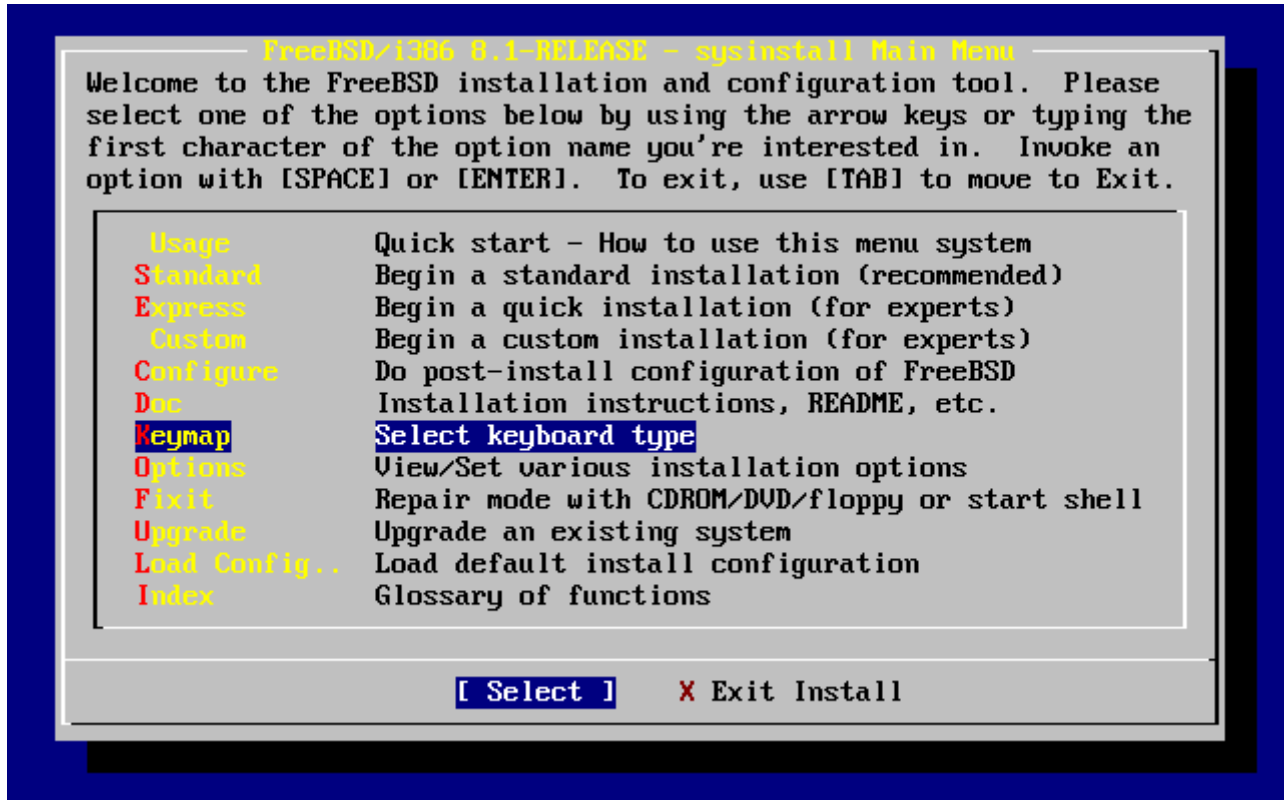 FreeBSD/i386 8.1-RELEASE - sysinstall Main Menu
Welcome to the FreeBSD installation and configuration tool.  Please
select one of the options below by using the arrow keys or typing the
first character of the option name you're interested in.  Invoke an
option with [SPACE] or [ENTER].  To exit, use [TAB] to move to Exit.
Usage Quick start - How to use this menu system
Standard Begin a standard installation (recommended)
Express Begin a quick installation (for experts)
Custom Begin a custom installation (for experts)
Configure Do post-install configuration of FreeBSD
Doc Installation instructions, README, etc.
Keymap Select keyboard type
Options View/Set various installation options
Fixit Repair mode with CDROM/DVD/floppy or start shell
Upgrade Upgrade an existing system
Load Config.. Load default install configuration
Index Glossary of functions
[ Select ] X Exit Install